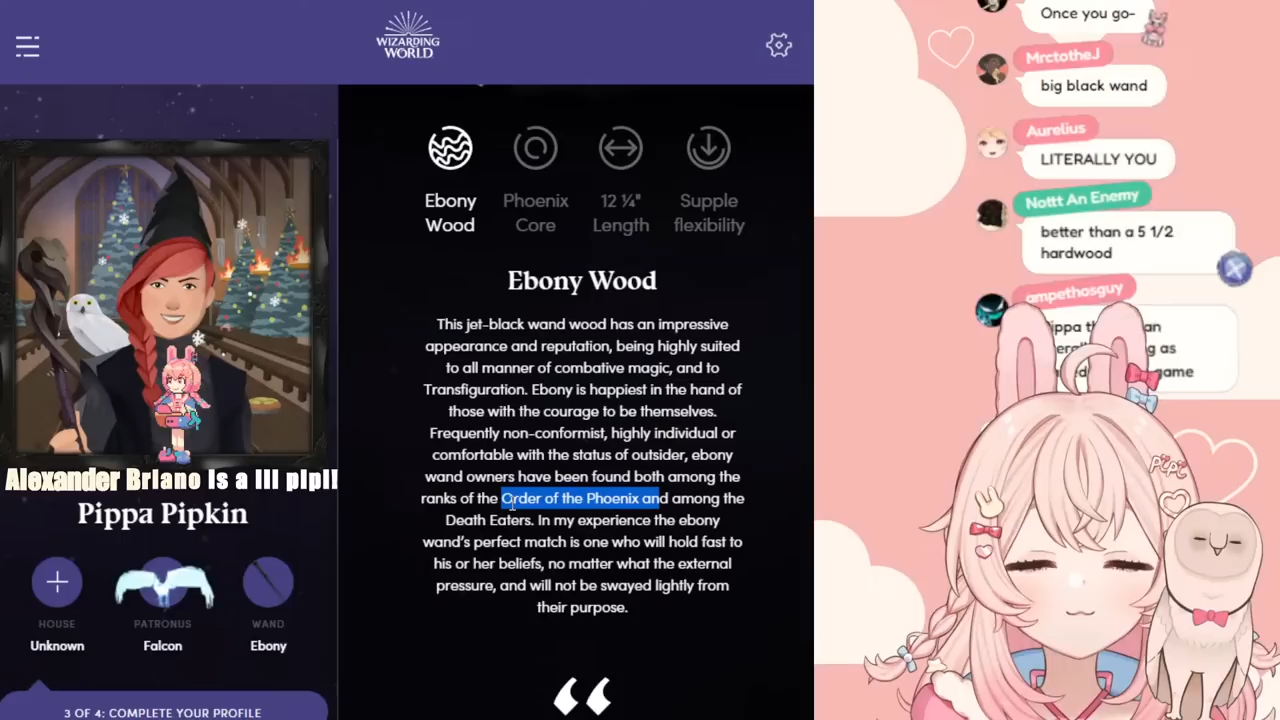 WIZARDING
WORLD
Alexander Briano is a lil pipi!
Pippa Pipkin
HOUSE
Unknown
PATRONUS
Falcon
WAND
Ebony
3 OF 4: COMPLETE YOUR PROFILE
Ebony
Wood
Phoenix
Core
12 ¼"
Length
Supple
flexibility
Ebony Wood
This jet-black wand wood has an impressive
appearance and reputation, being highly suited
to all manner of combative magic, and to
Transfiguration. Ebony is happiest in the hand of
those with the courage to be themselves.
Frequently non-conformist, highly individual or
comfortable with the status of outsider, ebony
wand owners have been found both among the
ranks of the Order of the Phoenix and among the
Death Eaters. In my experience the ebony
wand's perfect match is one who will hold fast to
his or her beliefs, no matter what the external
pressure, and will not be swayed lightly from
their purpose.
“
Once you go-
MrctotheJ
big black wand
Aurelius
LITERALLY YOU
Nottt An Enemy
better than a 5 1/2
hardwood
ampethosguy
as
game
PiPi